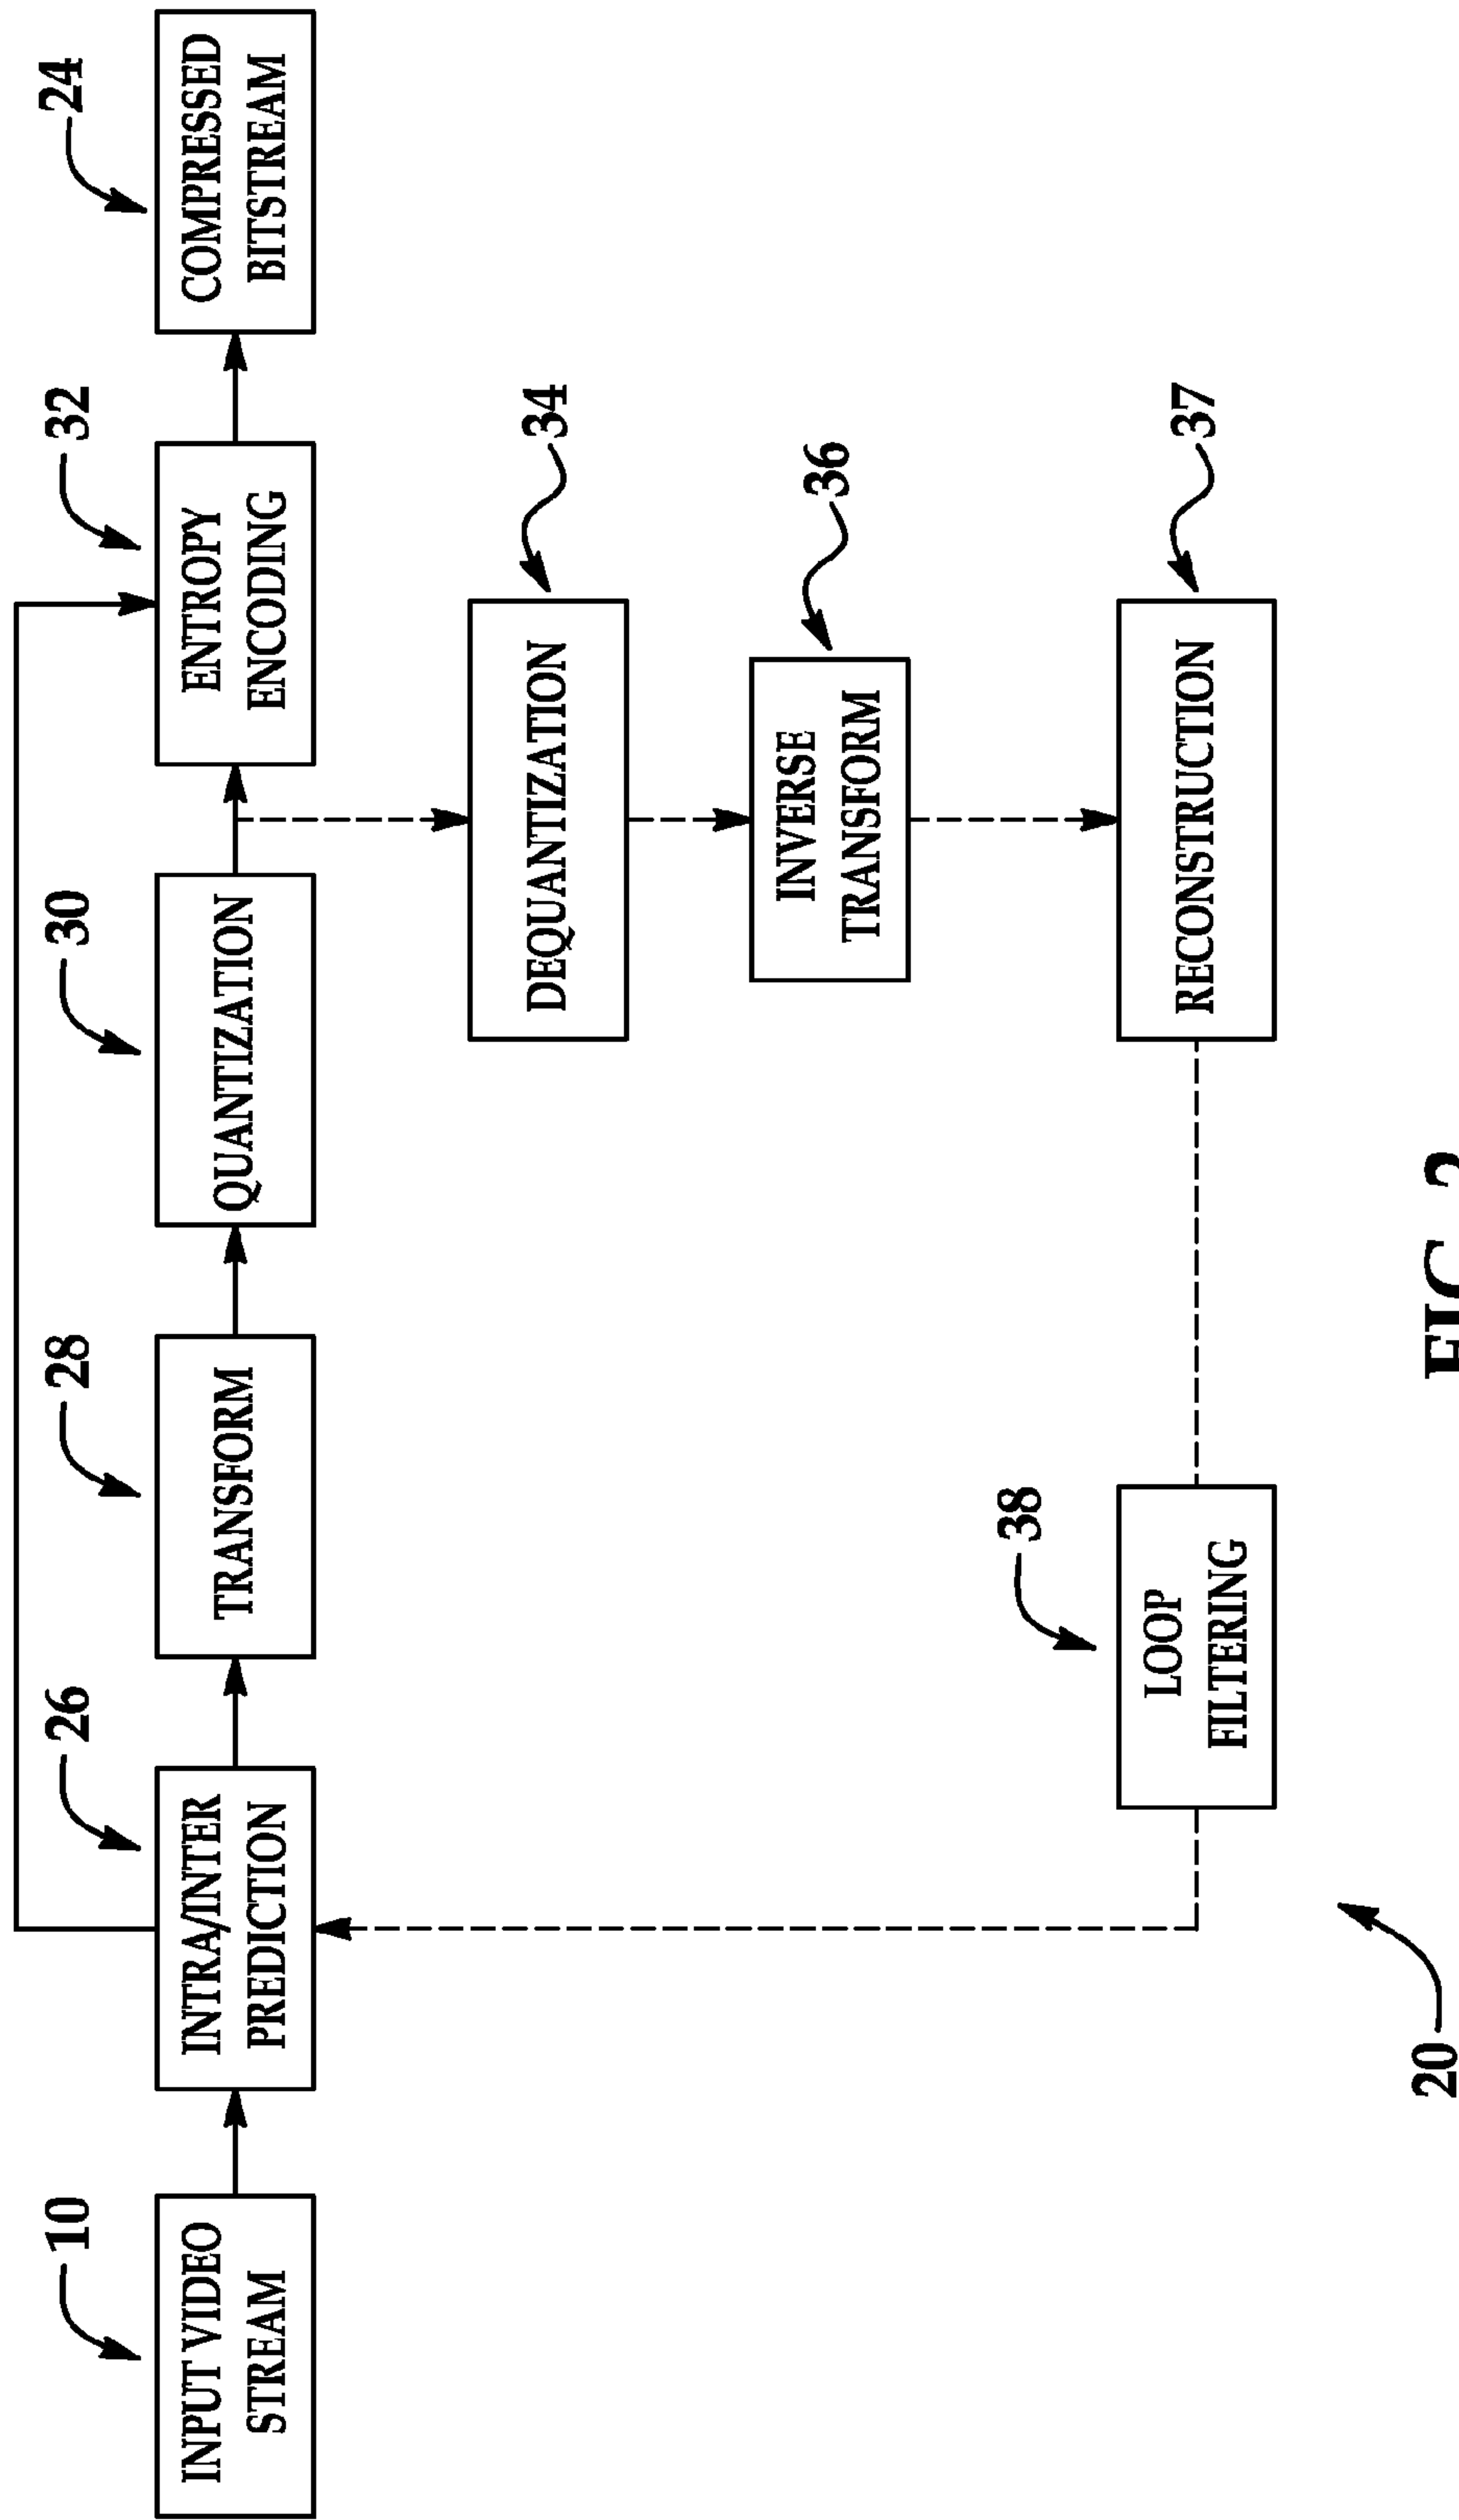 10
INPUT VIDEO
STREAM
26
INTRA/INTER
PREDICTION
28
TRANSFORM
30
QUANTIZATION
32
ENTROPY
ENCODING
24
COMPRESSED
BITSTREAM
34
DEQUANTIZATION
36
INVERSE
TRANSFORM
37
RECONSTRUCTION
38
LOOP
FILTERING
20